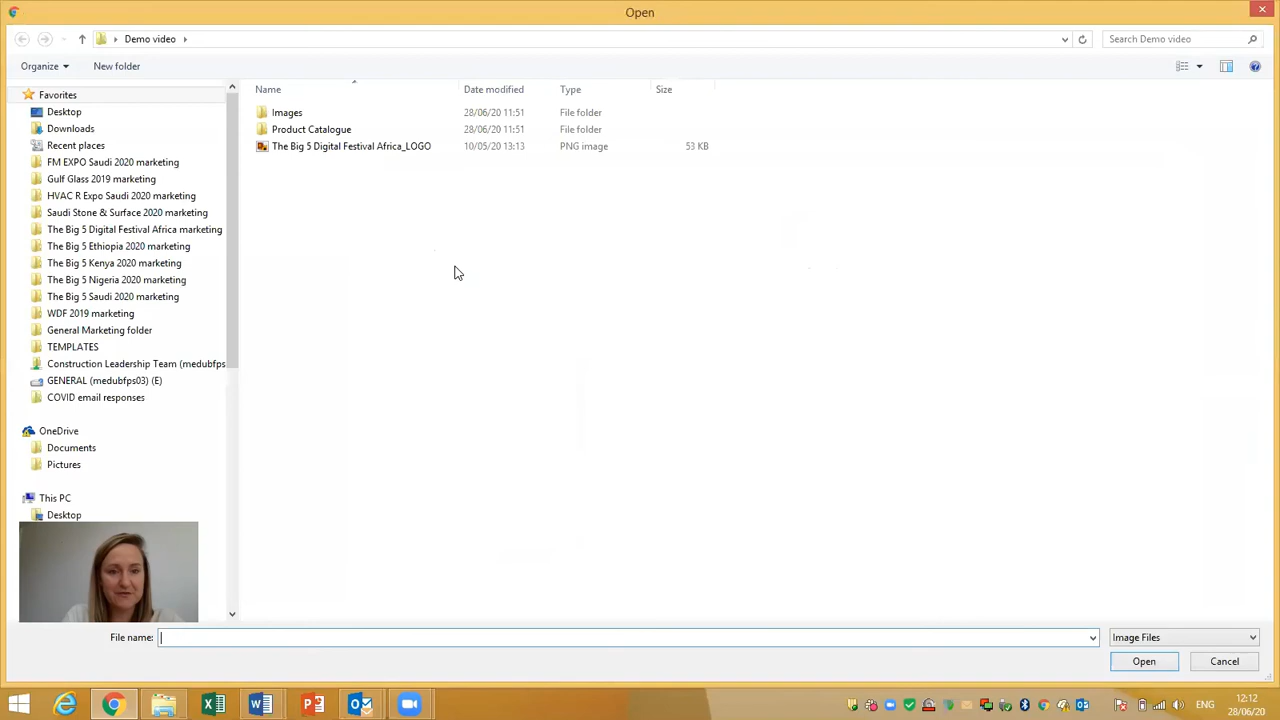 Open
Demo video
Search Demo video
Organize
New folder
Name Date modified Type Size
Favorites
Desktop
Downloads
Recent places
FM EXPO Saudi 2020 marketing
Gulf Glass 2019 marketing
HVAC R Expo Saudi 2020 marketing
Saudi Stone & Surface 2020 marketing
The Big 5 Digital Festival Africa marketing
The Big 5 Ethiopia 2020 marketing
The Big 5 Kenya 2020 marketing
The Big 5 Nigeria 2020 marketing
The Big 5 Saudi 2020 marketing
WDF 2019 marketing
General Marketing folder
TEMPLATES
Construction Leadership Team (medubfps
GENERAL (medubfps03) (E)
COVID email responses
OneDrive
Documents
Pictures
This PC
Desktop
Images 28/06/20 11:51 File folder
Product Catalogue 28/06/20 11:51 File folder
The Big 5 Digital Festival Africa_LOGO 10/05/20 13:13 PNG image 53 KB
File name:
Image Files
Open
Cancel
ENG
12:12
28/06/20